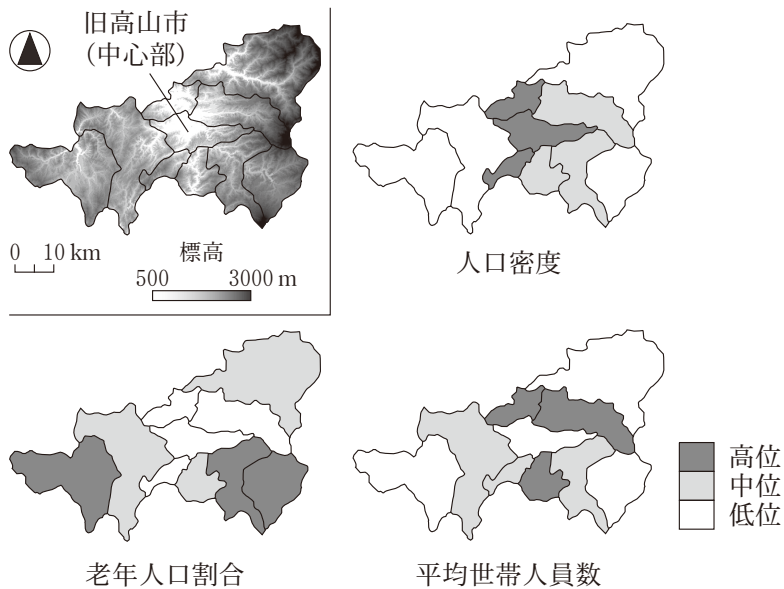 旧高山市
(中心部)
0 10 km
標高
500 3000 m
人口密度
老年人口割合
平均世帯人員数
高位
中位
低位